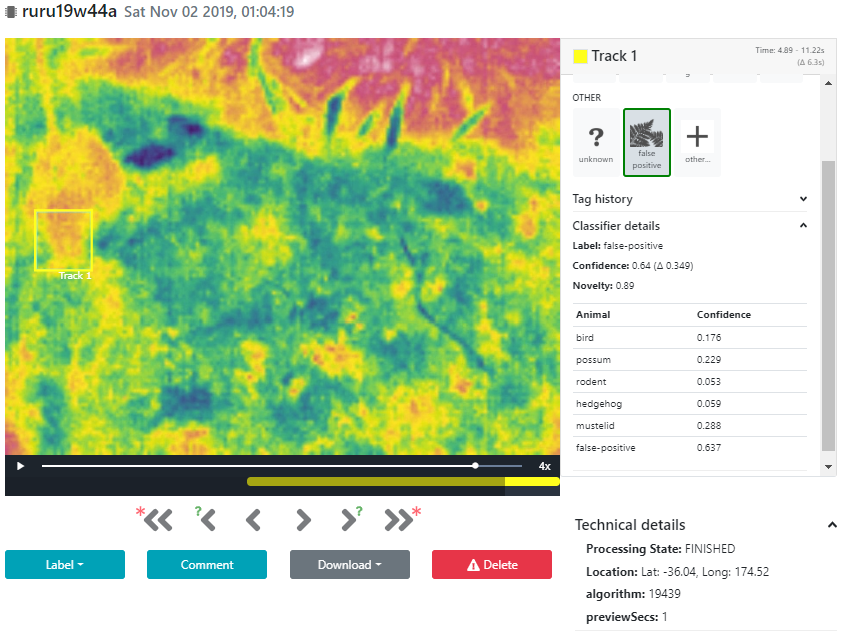 ruru19w44a Sat Nov 02 2019, 01:04:19
Track 1
4x
Label
Comment
Download
Delete
Track 1
Time: 4.89 - 11.22s
(Δ 6.3s)
OTHER
?
unknown
false
positive
+
other...
Tag history
Classifier details
Label: false-positive
Confidence: 0.64 (Δ 0.349)
Novelty: 0.89
Animal Confidence
bird 0.176
possum 0.229
rodent 0.053
hedgehog 0.059
mustelid 0.288
false-positive 0.637
Technical details
Processing State: FINISHED
Location: Lat: -36.04, Long: 174.52
algorithm: 19439
previewSecs: 1